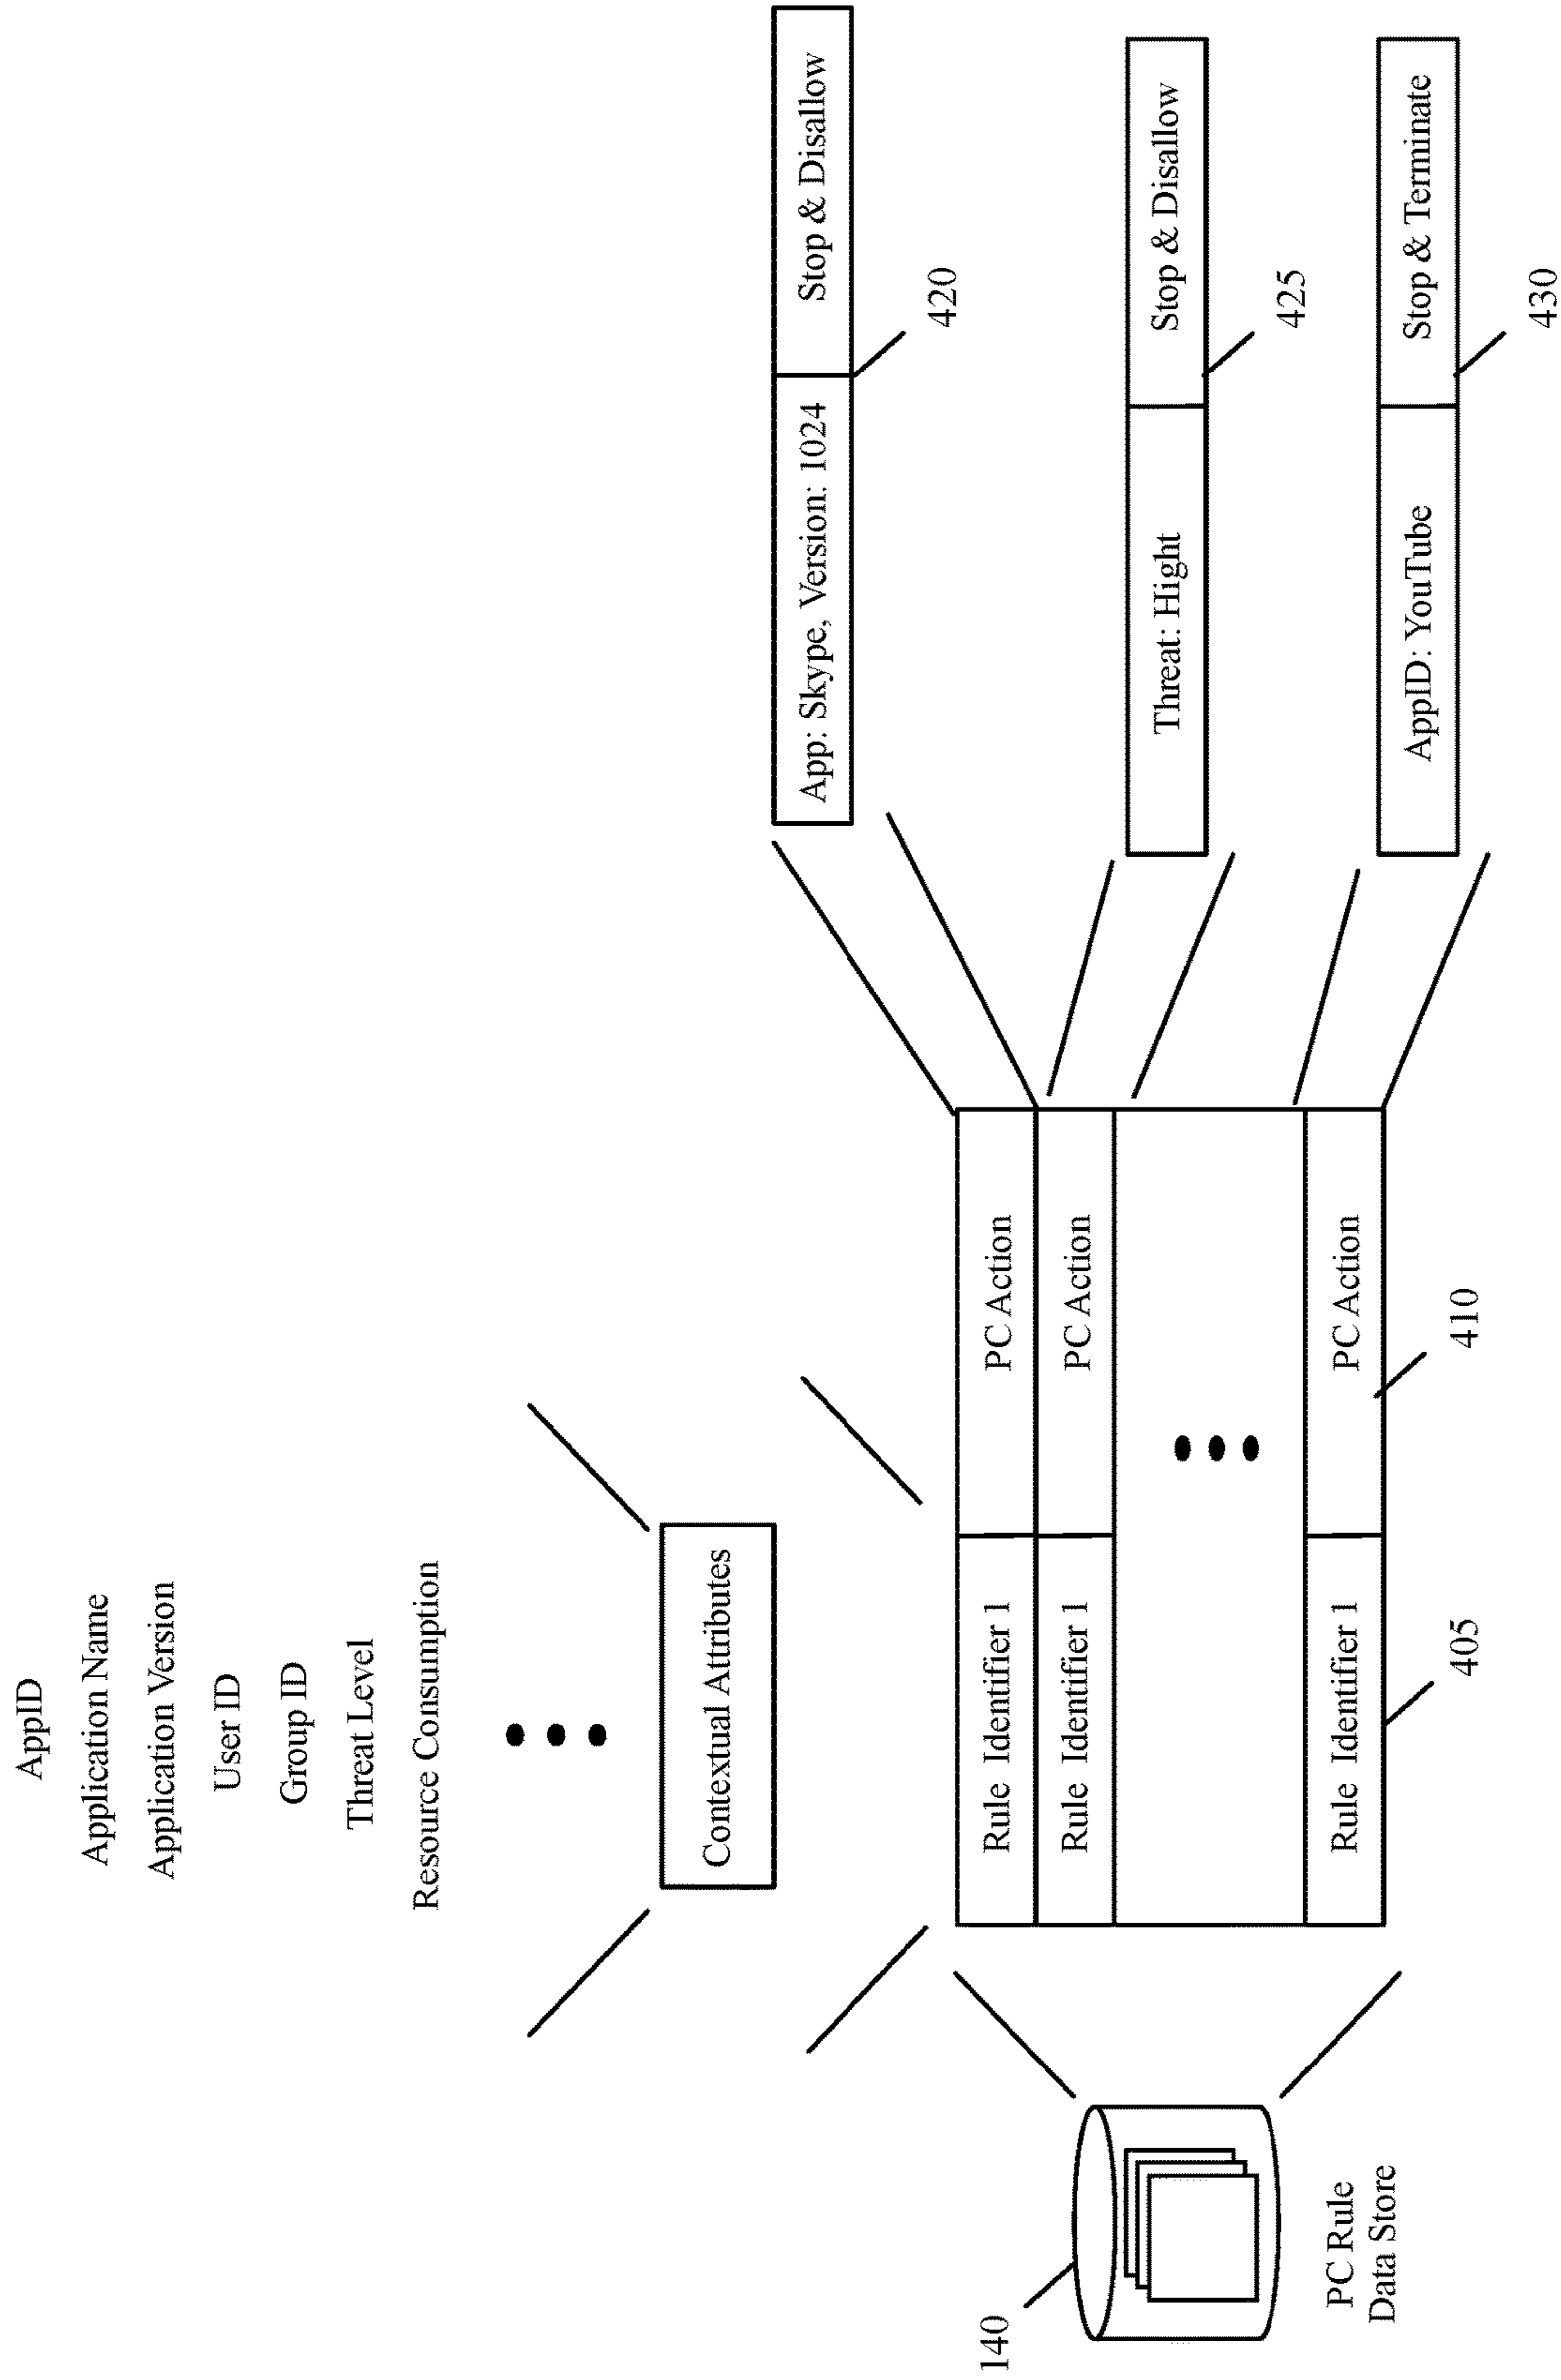 AppID
Application Name
Application Version
User ID
Group ID
Threat Level
Resource Consumption
Contextual Attributes
App: Skype, Version: 1024
Stop & Disallow
420
Rule Identifier 1
PC Action
Rule Identifier 1
PC Action
Threat: Hight
Stop & Disallow
425
140
Rule Identifier 1
PC Action
AppID: YouTube
Stop & Terminate
430
PC Rule
Data Store
405
410